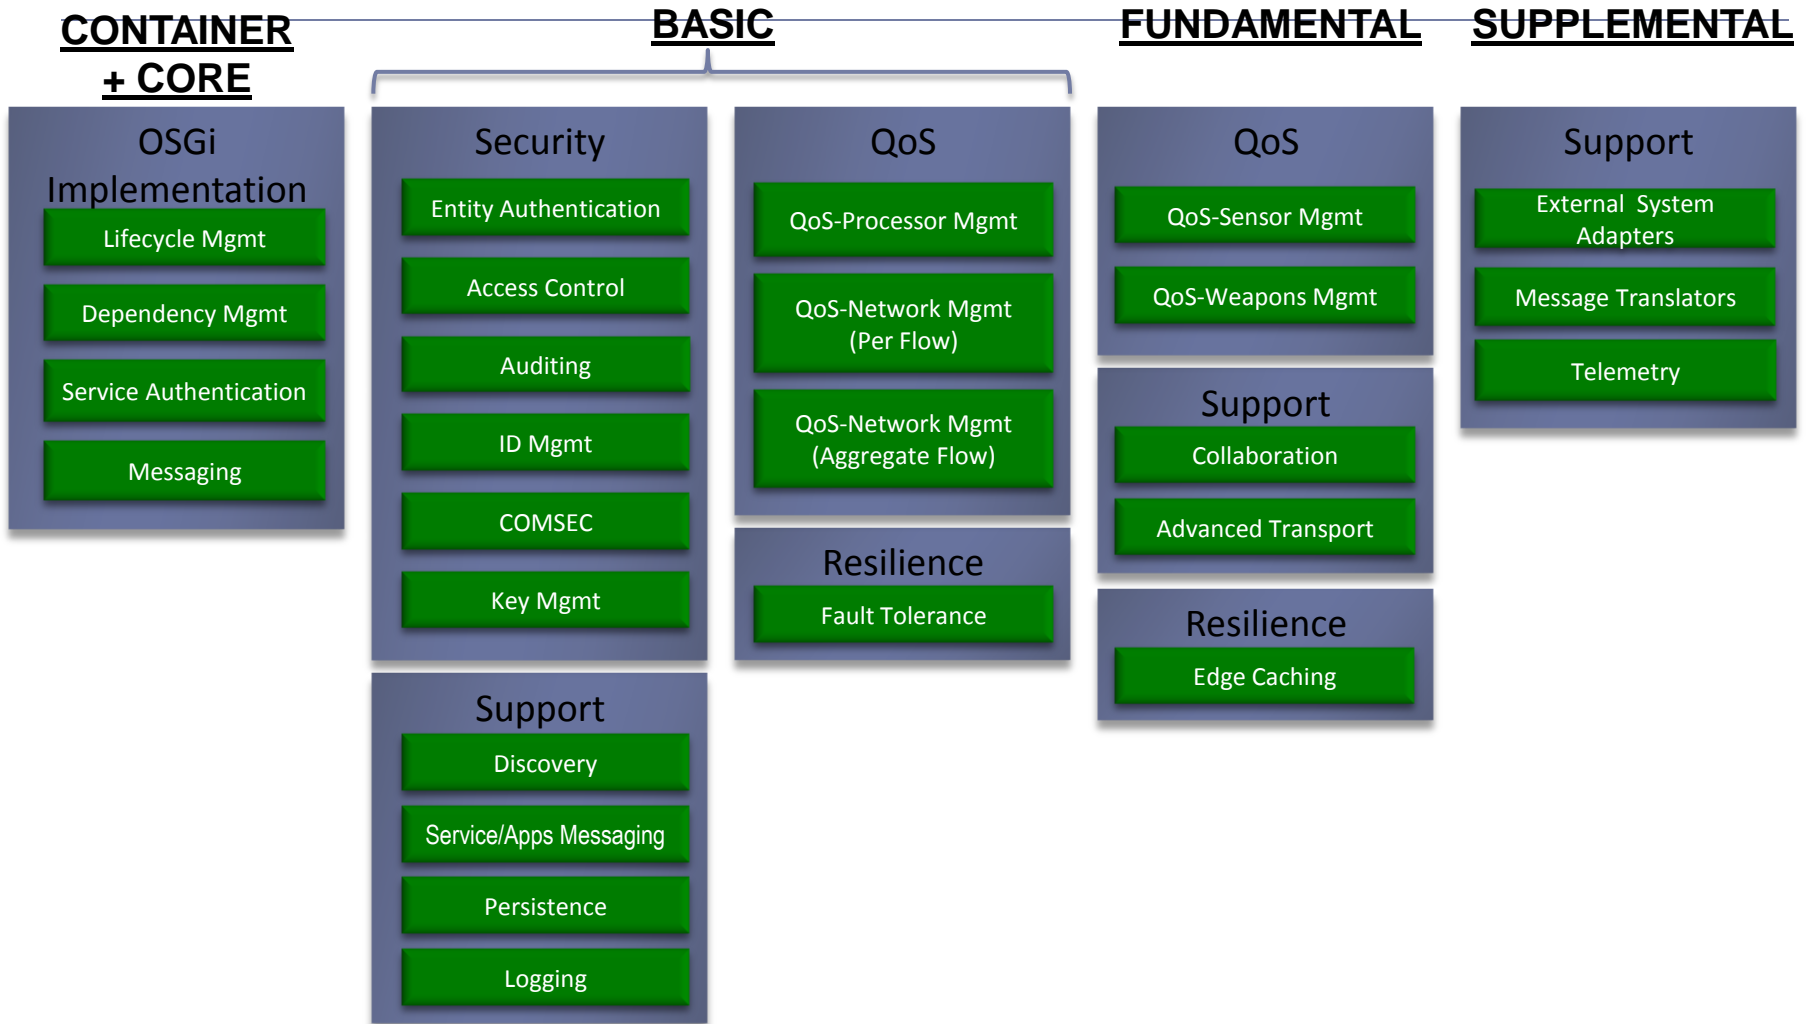 CONTAINER
+ CORE
BASIC
FUNDAMENTAL
SUPPLEMENTAL
OSGi
Implementation
Lifecycle Mgmt
Dependency Mgmt
Service Authentication
Messaging
Security
Entity Authentication
Access Control
Auditing
ID Mgmt
COMSEC
Key Mgmt
Support
Discovery
Service/Apps Messaging
Persistence
Logging
QoS
QoS-Processor Mgmt
QoS-Network Mgmt
(Per Flow)
QoS-Network Mgmt
(Aggregate Flow)
Resilience
Fault Tolerance
QoS
QoS-Sensor Mgmt
QoS-Weapons Mgmt
Support
Collaboration
Advanced Transport
Resilience
Edge Caching
Support
External System
Adapters
Message Translators
Telemetry